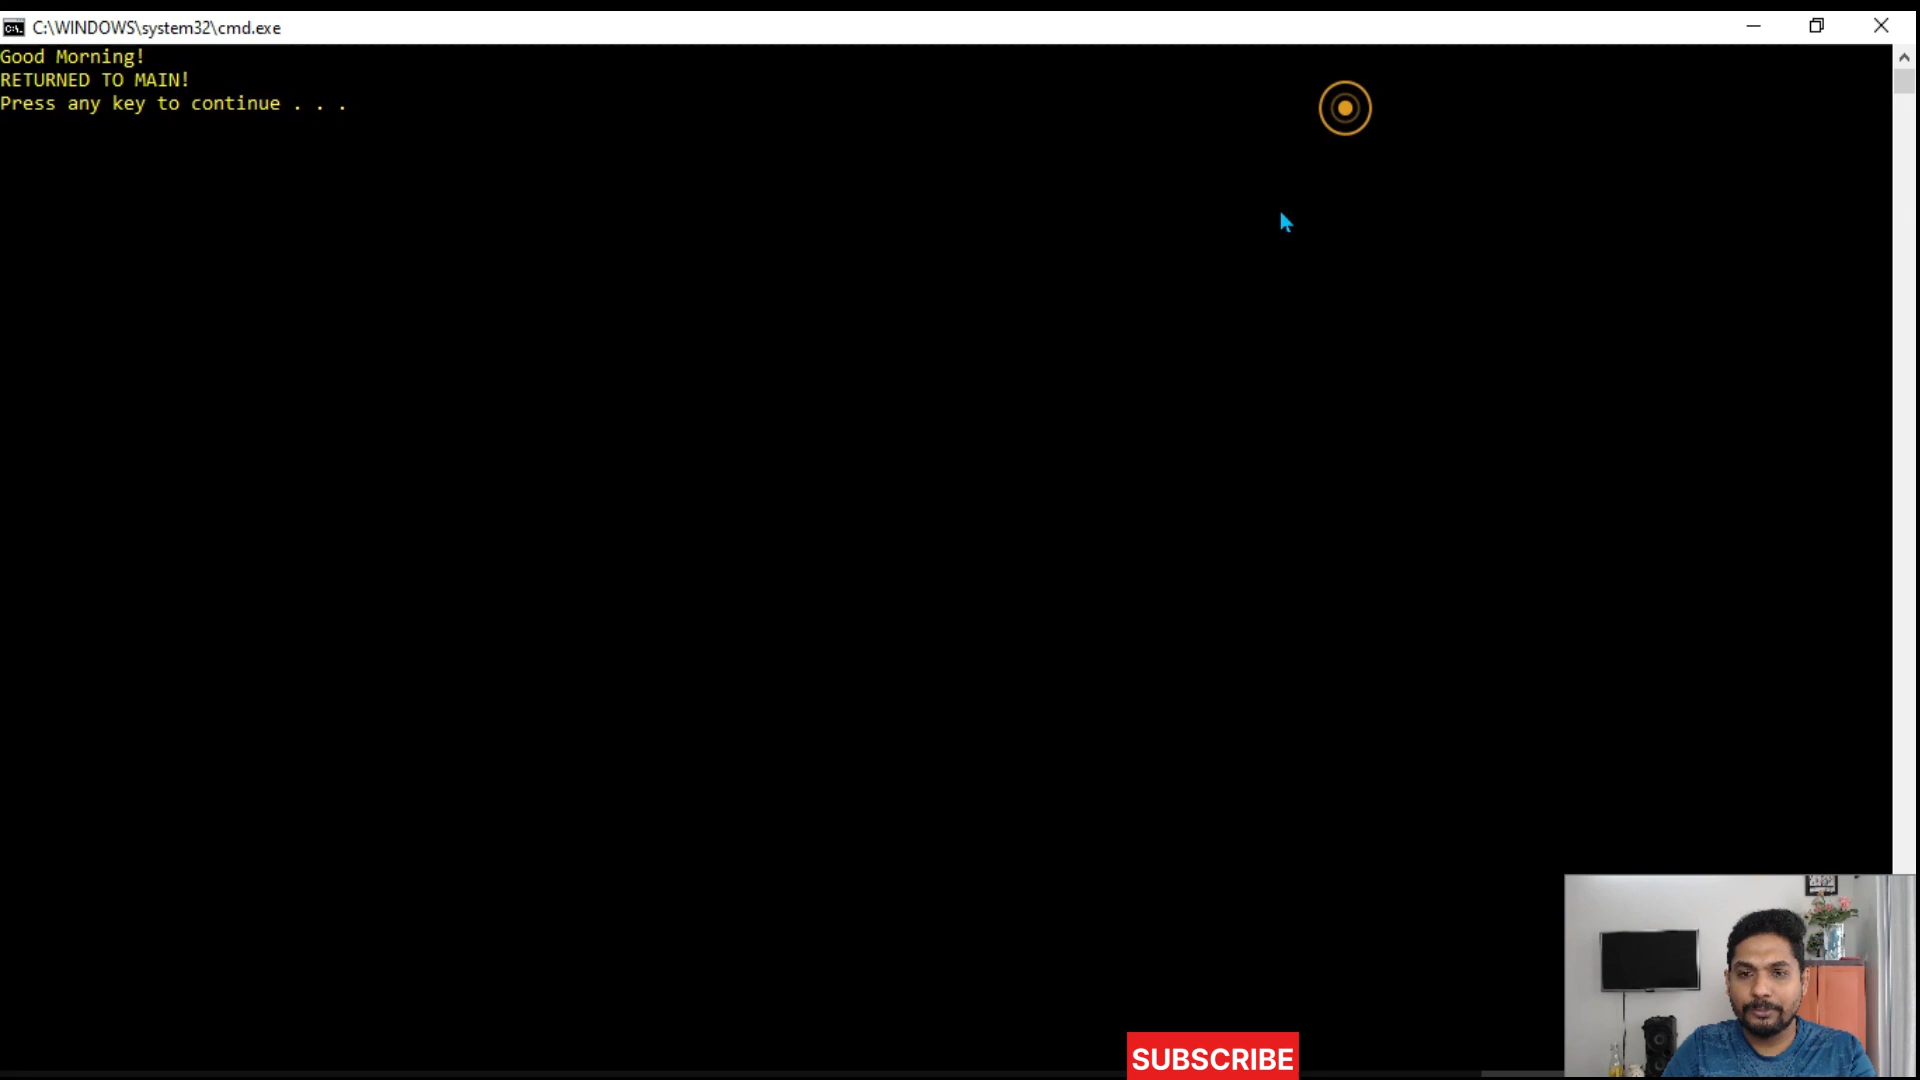 C:\WINDOWS\system32\cmd.exe
Good Morning!
RETURNED TO MAIN!
Press any key to continue . . .
SUBSCRIBE